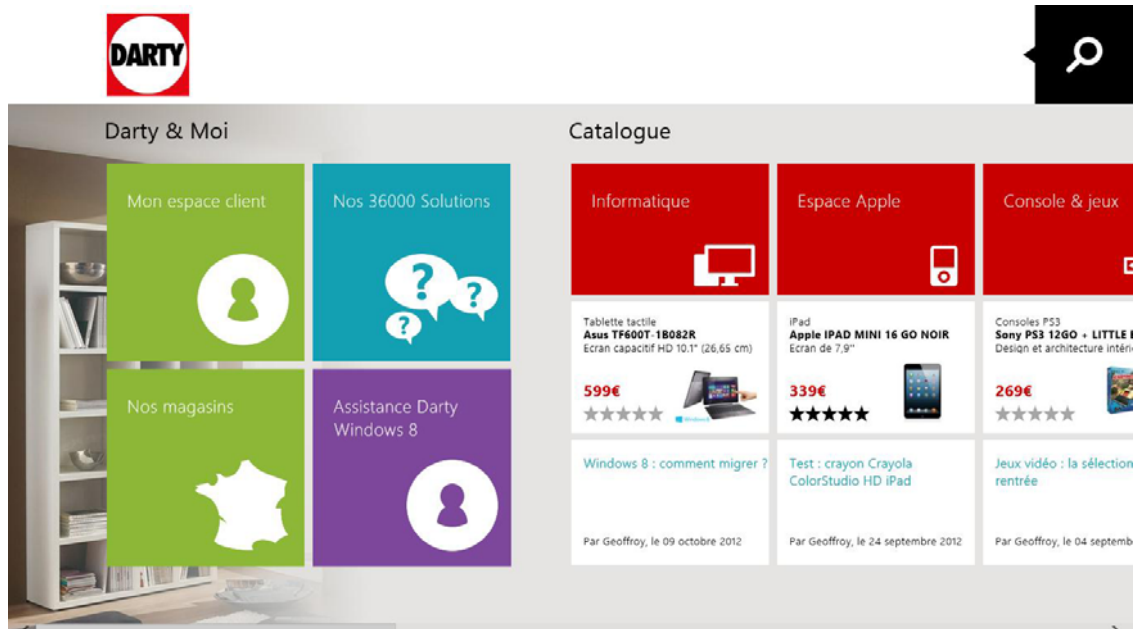 DARTY
Darty & Moi
Mon espace client
Nos 36000 Solutions
Nos magasins
Assistance Darty
Windows 8
Catalogue
Informatique
Tablette tactile
Asus TF600T-1B082R
Ecran capacitif HD 10.1" (26,65 cm)
599€
Windows 8 : comment migrer ?
Par Geoffroy, le 09 octobre 2012
Espace Apple
iPad
Apple IPAD MINI 16 GO NOIR
Ecran de 7,9''
339€
Test : crayon Crayola
ColorStudio HD iPad
Par Geoffroy, le 24 septembre 2012
Console & jeux
Consoles PS3
Sony PS3 12GO + LITTLE
Design et architecture
269€
Jeux vidéo : la sélection
rentrée
Par Geoffroy, le 04